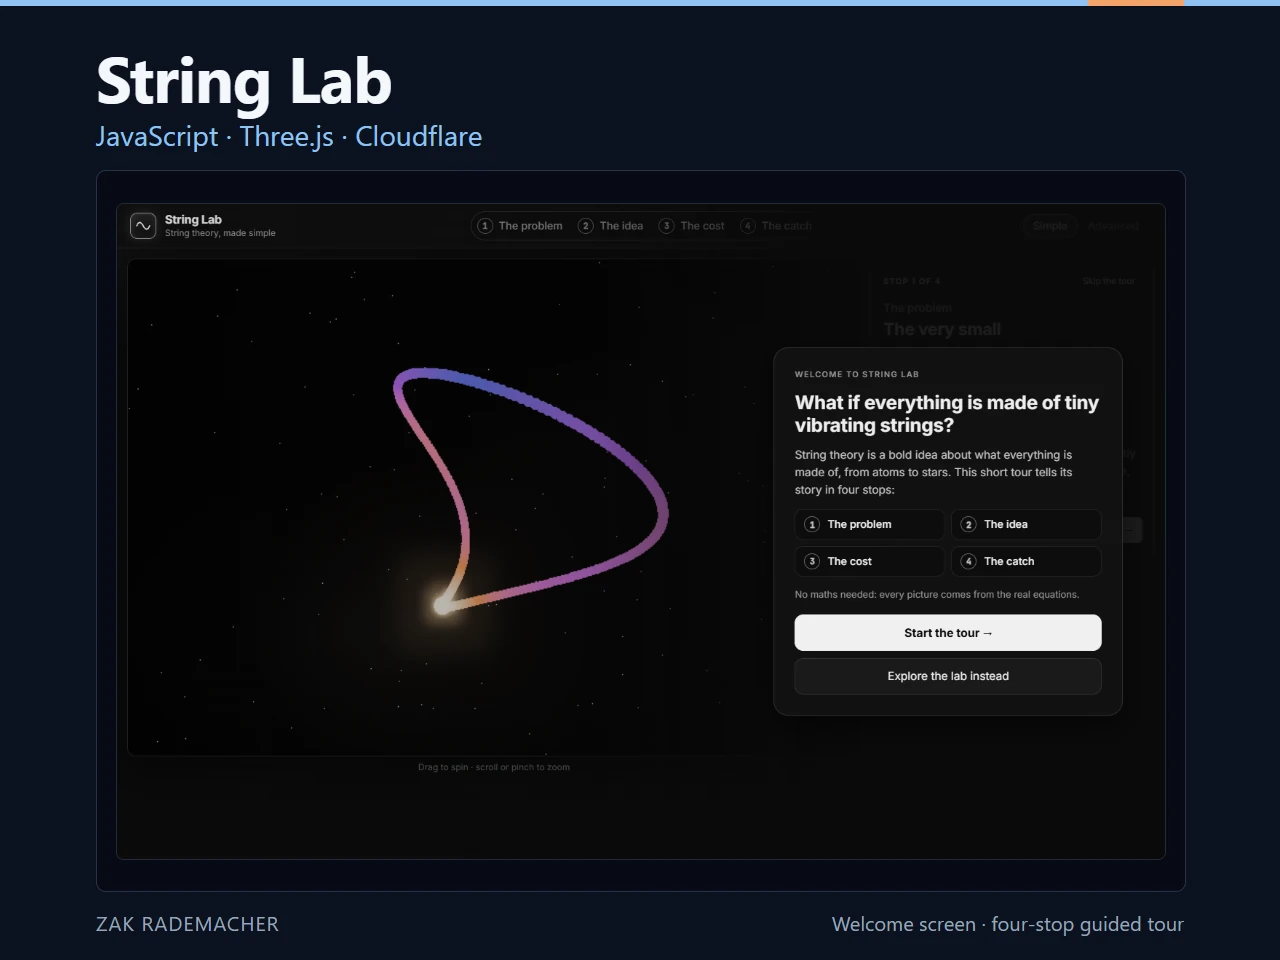 String Lab
JavaScript · Three.js · Cloudflare
String Lab
String theory, made simple
1 The problem 2 The idea 3 The cost 4 The catch
Simple Advanced
STOP 1 OF 4 Skip the tour
The problem
The very small
WELCOME TO STRING LAB
What if everything is made of tiny
vibrating strings?
String theory is a bold idea about what everything is
made of, from atoms to stars. This short tour tells its
story in four stops:
1 The problem 2 The idea
3 The cost 4 The catch
No maths needed: every picture comes from the real equations.
Start the tour →
Explore the lab instead
Drag to spin · scroll or pinch to zoom
ZAK RADEMACHER
Welcome screen · four-stop guided tour